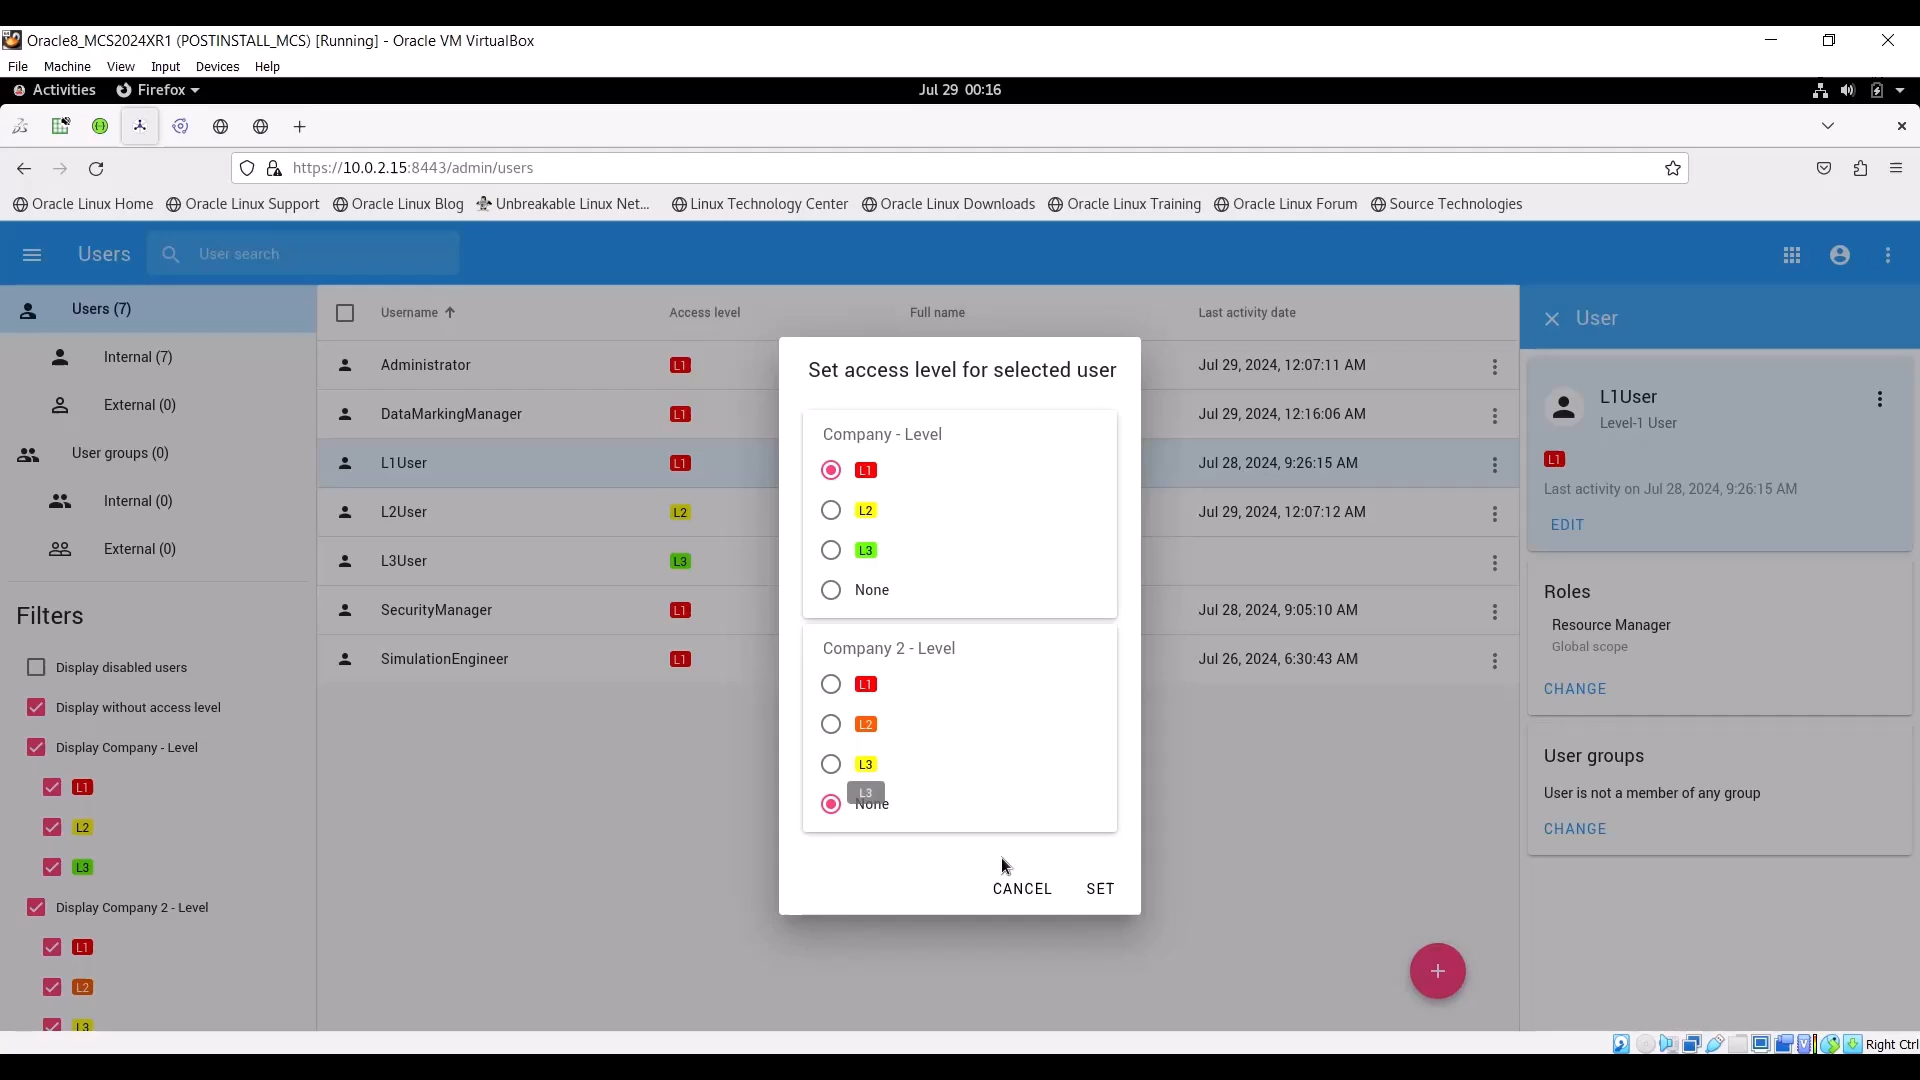 Oracle8_MCS2024XR1 (POSTINSTALL_MCS) [Running] - Oracle VM VirtualBox
File Machine View Input Devices Help
Activities Firefox Jul 29 00:16
https://10.0.2.15:8443/admin/users
Oracle Linux Home Oracle Linux Support Oracle Linux Blog Unbreakable Linux Net... Linux Technology Center Oracle Linux Downloads Oracle Linux Training Oracle Linux Forum Source Technologies
Users User search
Users (7)
Internal (7)
External (0)
User groups (0)
Internal (0)
External (0)
Filters
Display disabled users
Display without access level
Display Company - Level
L1
L2
L3
Display Company 2 - Level
L1
L2
L3
Username Access level Full name Last activity date
Administrator L1 Jul 29, 2024, 12:07:11 AM
DataMarkingManager L1 Jul 29, 2024, 12:16:06 AM
L1User L1 Jul 28, 2024, 9:26:15 AM
L2User L2 Jul 29, 2024, 12:07:12 AM
L3User L3
SecurityManager L1 Jul 28, 2024, 9:05:10 AM
SimulationEngineer L1 Jul 26, 2024, 6:30:43 AM
Set access level for selected user
Company - Level
L1
L2
L3
None
Company 2 - Level
L1
L2
L3
L3
None
CANCEL SET
User
L1User
Level-1 User
L1
Last activity on Jul 28, 2024, 9:26:15 AM
EDIT
Roles
Resource Manager
Global scope
CHANGE
User groups
User is not a member of any group
CHANGE
Right Ctrl